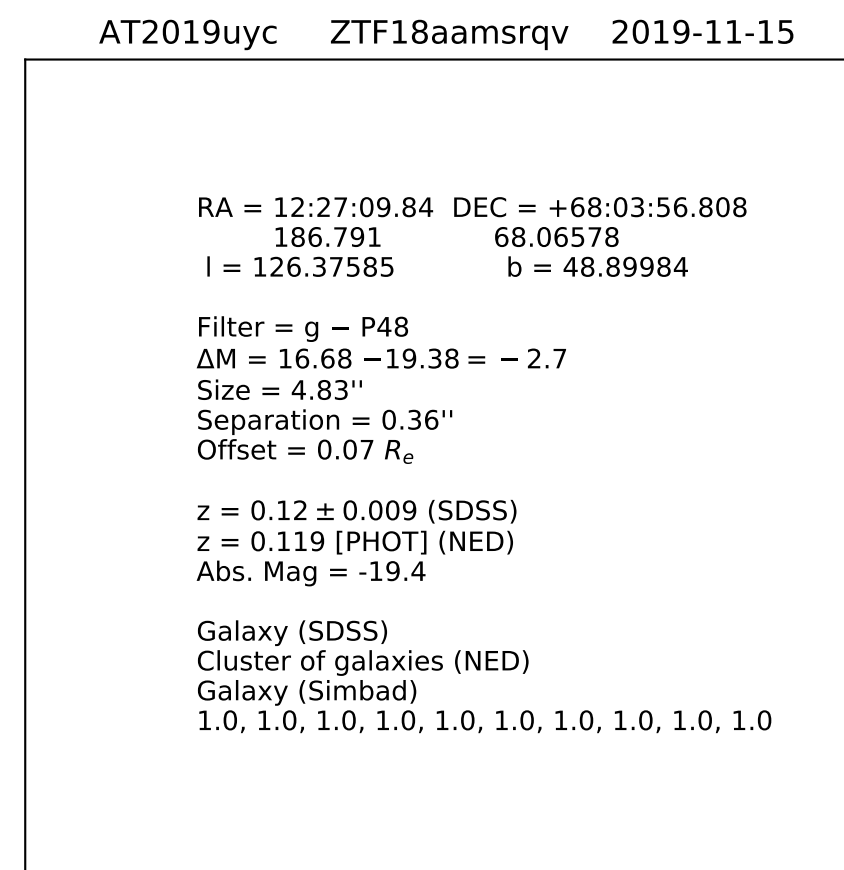 AT2019uyc ZTF18aamsrqv 2019-11-15
RA = 12:27:09.84 DEC = +68:03:56.808
186.791 68.06578
l = 126.37585 b = 48.89984
Filter = g − P48
ΔM = 16.68 −19.38 = − 2.7
Size = 4.83''
Separation = 0.36''
Offset = 0.07 Re
z = 0.12 ± 0.009 (SDSS)
z = 0.119 [PHOT] (NED)
Abs. Mag = -19.4
Galaxy (SDSS)
Cluster of galaxies (NED)
Galaxy (Simbad)
1.0, 1.0, 1.0, 1.0, 1.0, 1.0, 1.0, 1.0, 1.0, 1.0